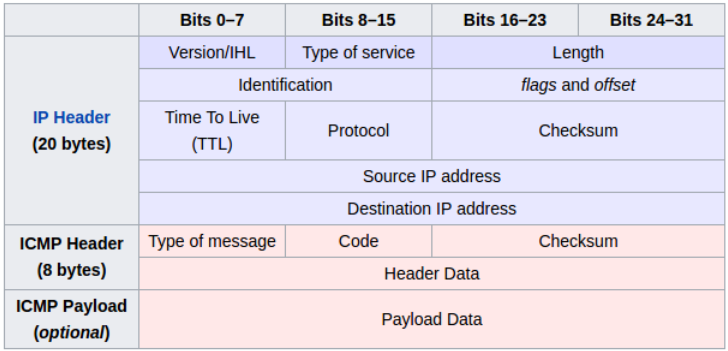 Bits 0–7 Bits 8–15 Bits 16–23 Bits 24–31
Version/IHL Type of service Length
Identification flags and offset
IP Header
(20 bytes)
Time To Live
(TTL)
Protocol Checksum
Source IP address
Destination IP address
ICMP Header
(8 bytes)
Type of message Code Checksum
Header Data
ICMP Payload
(optional)
Payload Data